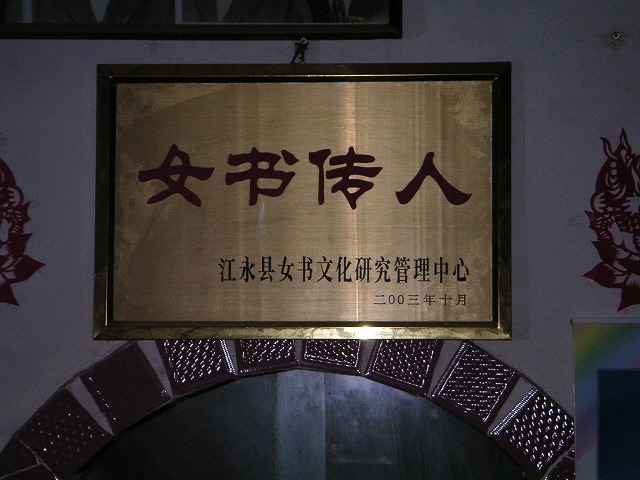 女书传人
江永县女书文化研究管理中心
二00三年十月